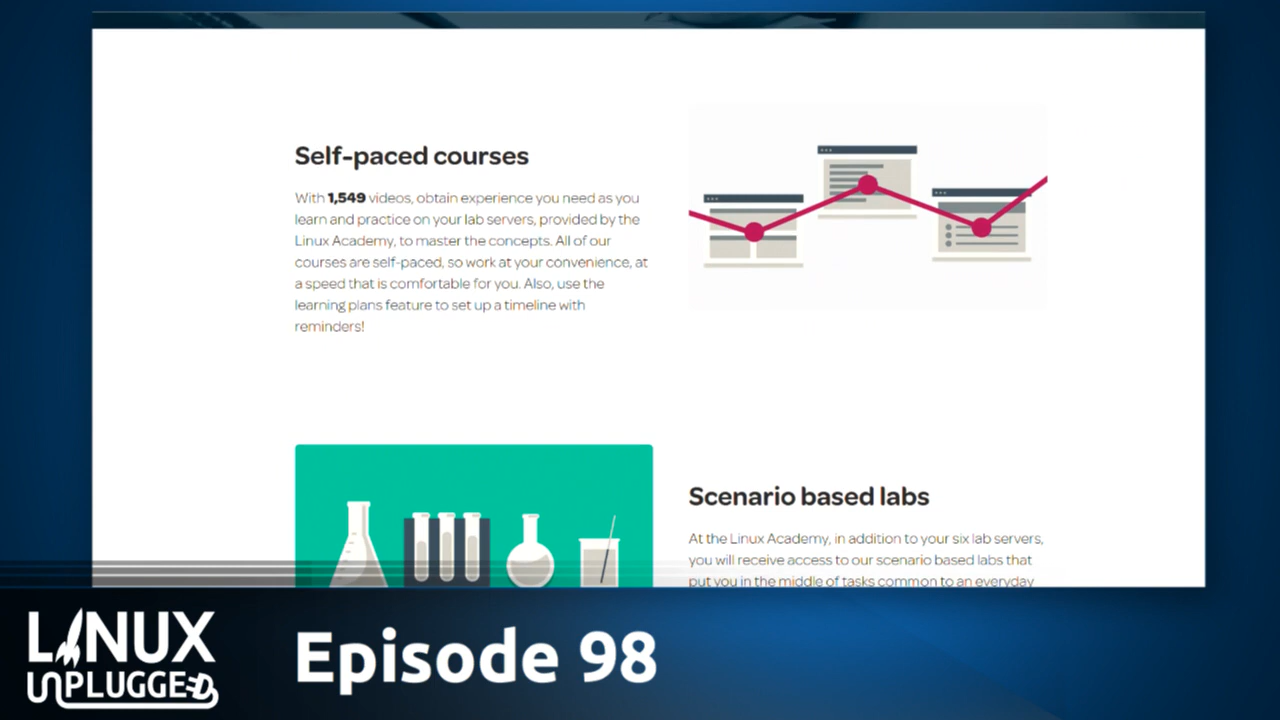 Self-paced courses
With 1,549 videos, obtain experience you need as you
learn and practice on your lab servers, provided by the
Linux Academy, to master the concepts. All of our
courses are self-paced, so work at your convenience, at
a speed that is comfortable for you. Also, use the
learning plans feature to set up a timeline with
reminders!
Scenario based labs
At the Linux Academy, in addition to your six lab servers,
you will receive access to our scenario based labs that
put you in the middle of tasks common to an everyday
LINUX
UNPLUGGED
Episode 98